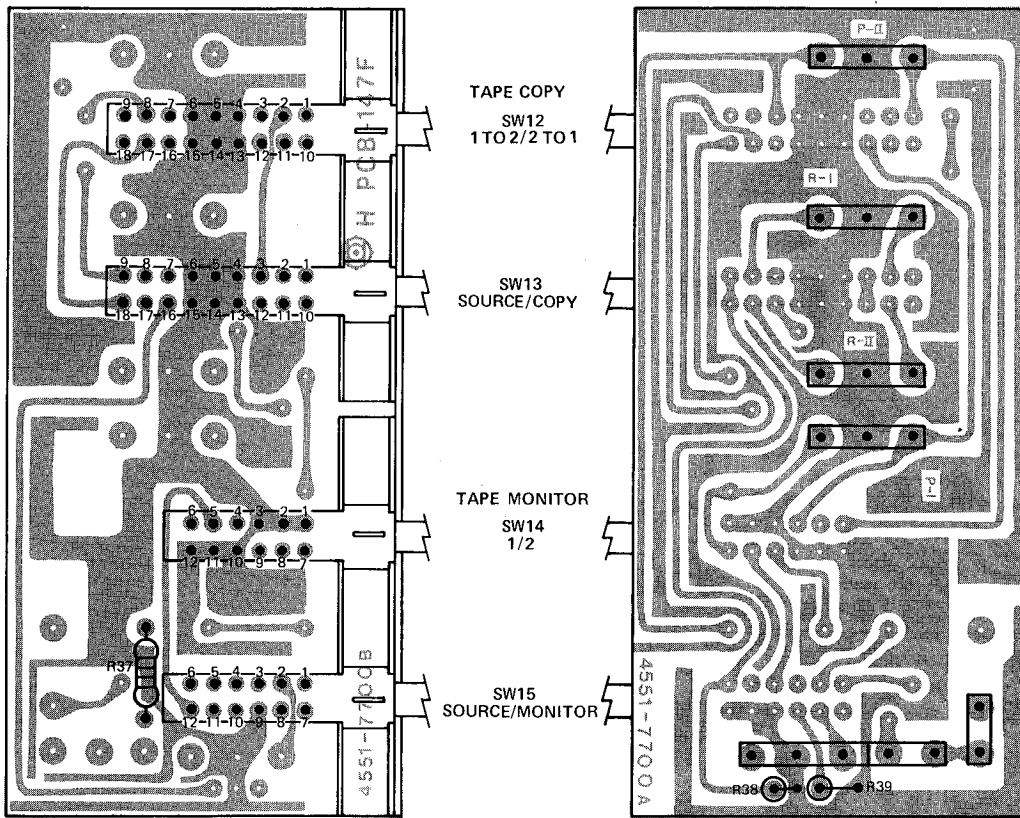 P-II
TAPE COPY
SW12
1 TO 2/2 TO 1
9 8 7 6 5 4 3 2 1
18 17 16 15 14 13 12 11 10
H PCB-147F
R-I
9 8 7 6 5 4 3 2 1
18 17 16 15 14 13 12 11 10
SW13
SOURCE/COPY
R-II
TAPE MONITOR
SW14
1/2
P-I
6 5 4 3 2 1
12 11 10 9 8 7
R37
6 5 4 3 2 1
12 11 10 9 8 7
SW15
SOURCE/MONITOR
4551-7700B
4551-7700A
R38
R39